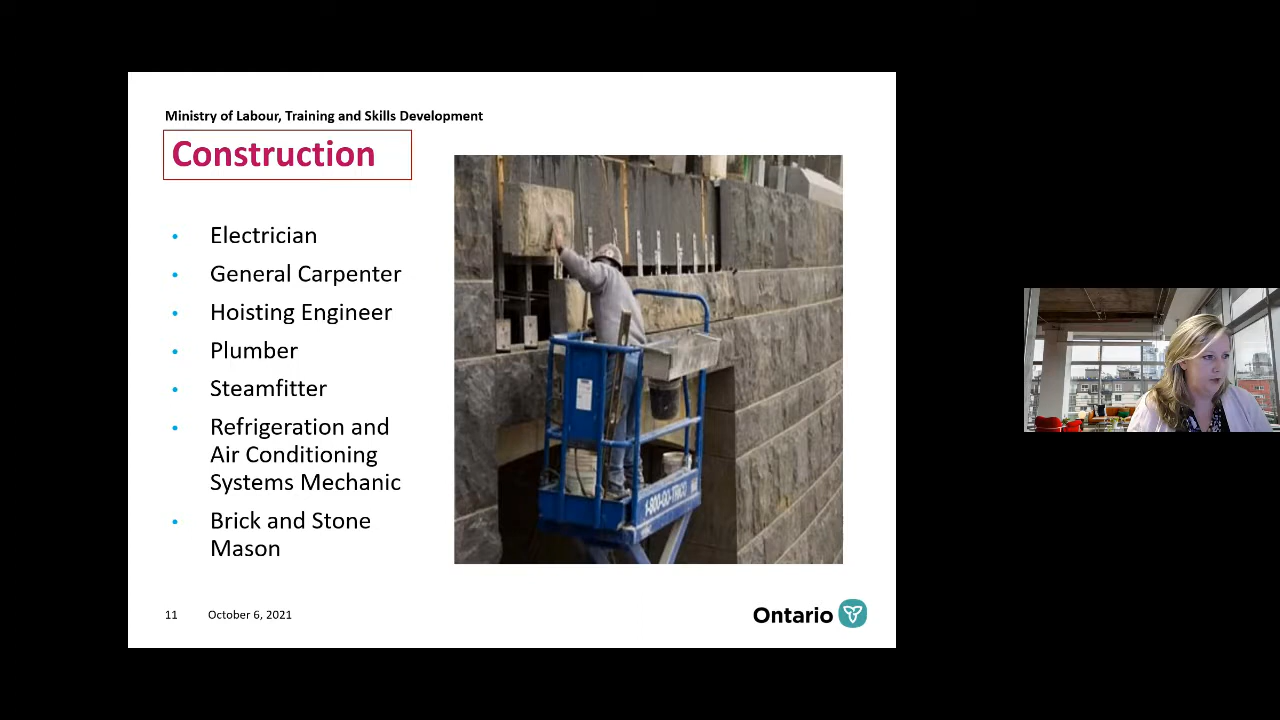 Ministry of Labour, Training and Skills Development
Construction
• Electrician
• General Carpenter
• Hoisting Engineer
• Plumber
• Steamfitter
• Refrigeration and
Air Conditioning
Systems Mechanic
• Brick and Stone
Mason
11 October 6, 2021
Ontario